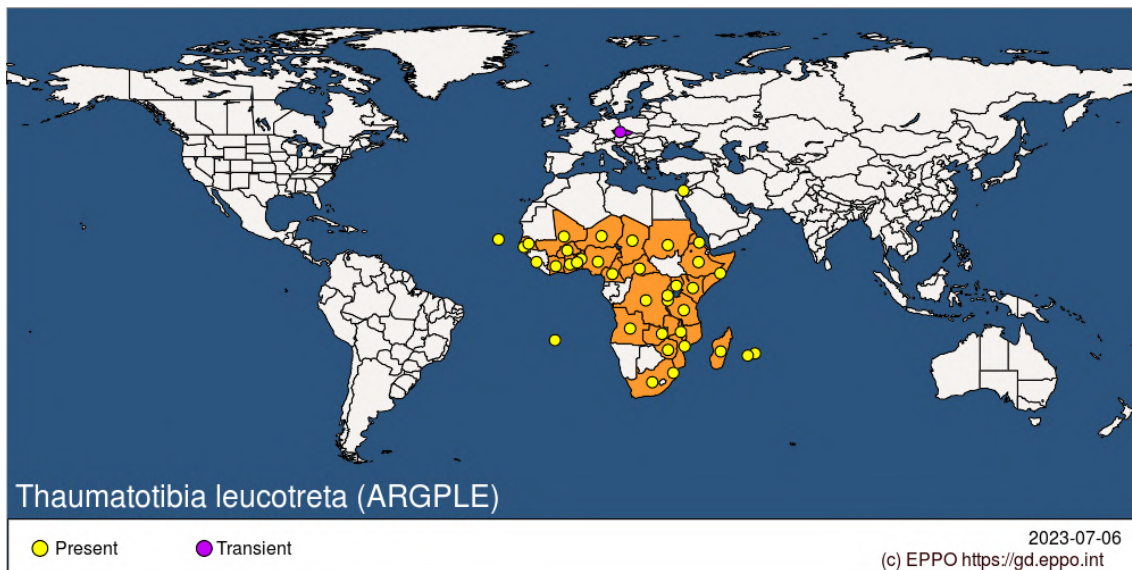 Thaumatotibia leucotreta (ARGPLE)
Present
Transient
2023-07-06
(c) EPPO https://gd.eppo.int